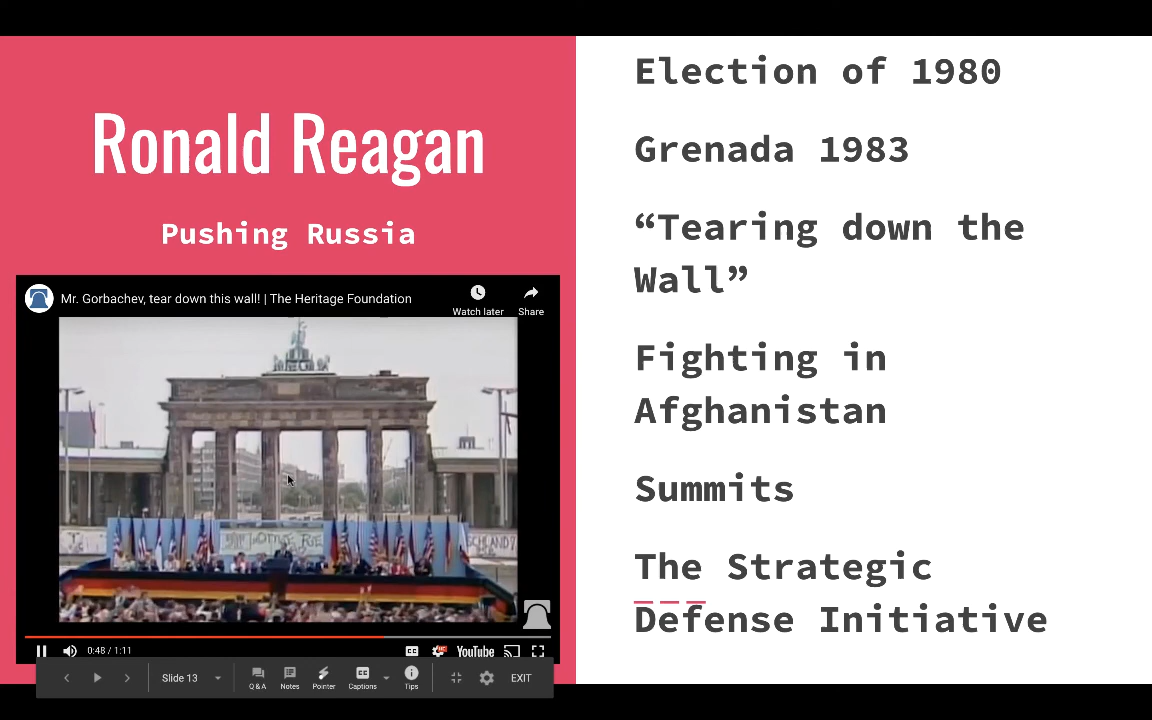 Ronald Reagan
Pushing Russia
Mr. Gorbachev, tear down this wall! | The Heritage Foundation
Watch later
Share
0:48 / 1:11
YouTube
Slide 13
Q&A
Notes
Pointer
Captions
Tips
EXIT
Election of 1980
Grenada 1983
“Tearing down the
Wall”
Fighting in
Afghanistan
Summits
The Strategic
Defense Initiative